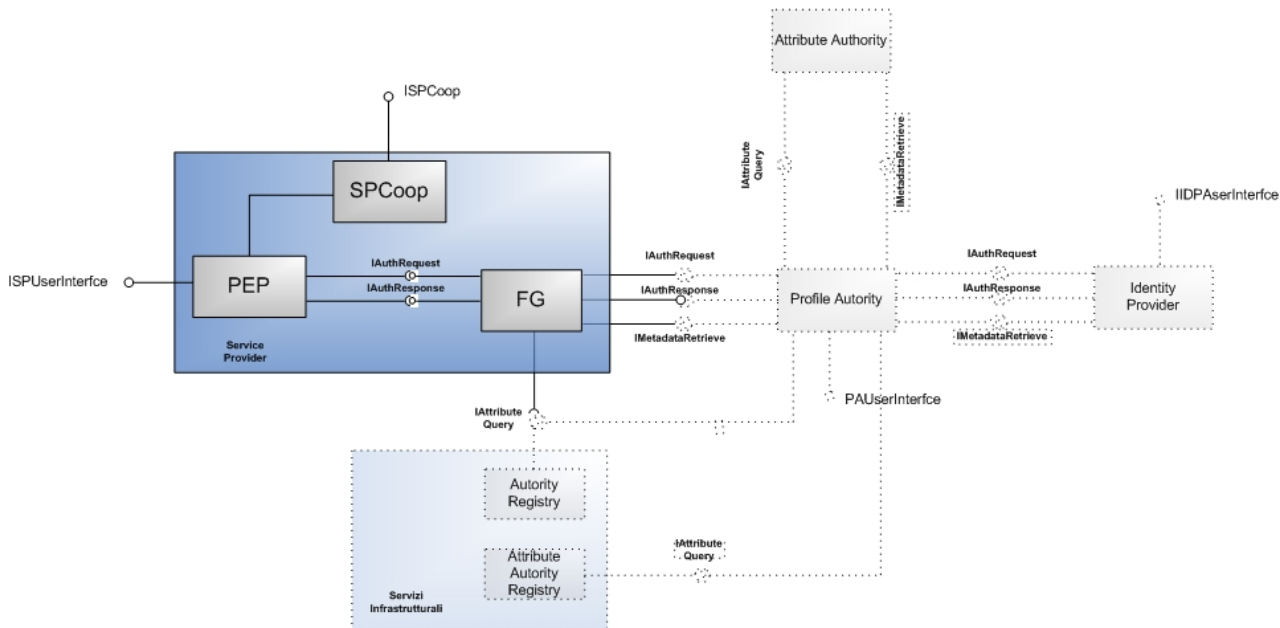 Attribute Authority
ISPCoop
SPCoop
IAttribute
Query
IMetadataRetrieve
IIDPAserInterfce
ISPUserInterfce
PEP
IAuthRequest
IAuthResponse
FG
IAuthRequest
IAuthResponse
IMetadataRetrieve
Profile Autority
IAuthRequest
IAuthResponse
IMetadataRetrieve
Identity
Provider
Service
Provider
PAUserInterfce
IAttribute
Query
Autority
Registry
Attribute
Autority
Registry
IAttribute
Query
Servizi
Infrastrutturali